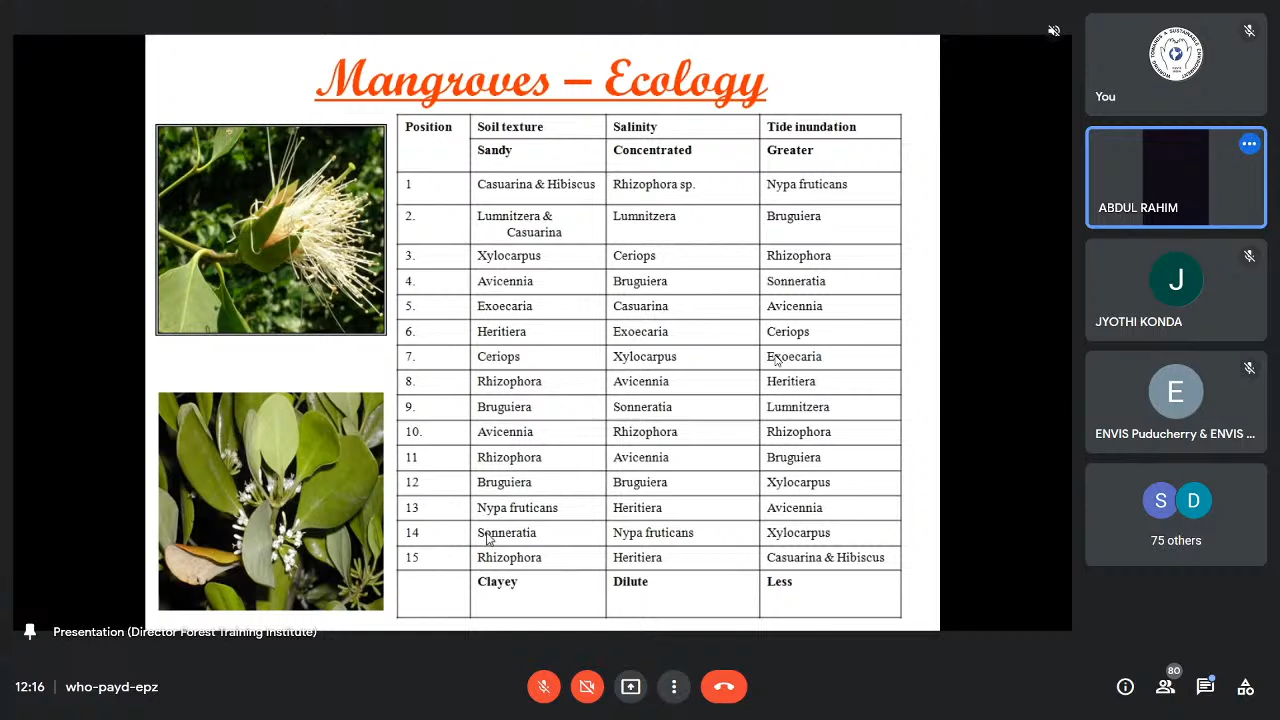 Mangroves – Ecology
Position Soil texture Salinity Tide inundation
Sandy Concentrated Greater
1 Casuarina & Hibiscus Rhizophora sp. Nypa fruticans
2. Lumnitzera & Lumnitzera Bruguiera
Casuarina
3. Xylocarpus Ceriops Rhizophora
4. Avicennia Bruguiera Sonneratia
5. Exoecaria Casuarina Avicennia
6. Heritiera Exoecaria Ceriops
7. Ceriops Xylocarpus Exoecaria
8. Rhizophora Avicennia Heritiera
9. Bruguiera Sonneratia Lumnitzera
10. Avicennia Rhizophora Rhizophora
11 Rhizophora Avicennia Bruguiera
12 Bruguiera Bruguiera Xylocarpus
13 Nypa fruticans Heritiera Avicennia
14 Sonneratia Nypa fruticans Xylocarpus
15 Rhizophora Heritiera Casuarina & Hibiscus
Clayey Dilute Less
Presentation (Director Forest Training Institute)
12:16 | who-payd-epz
You
ABDUL RAHIM
J
JYOTHI KONDA
E
ENVIS Puducherry & ENVIS ...
S D
75 others
80